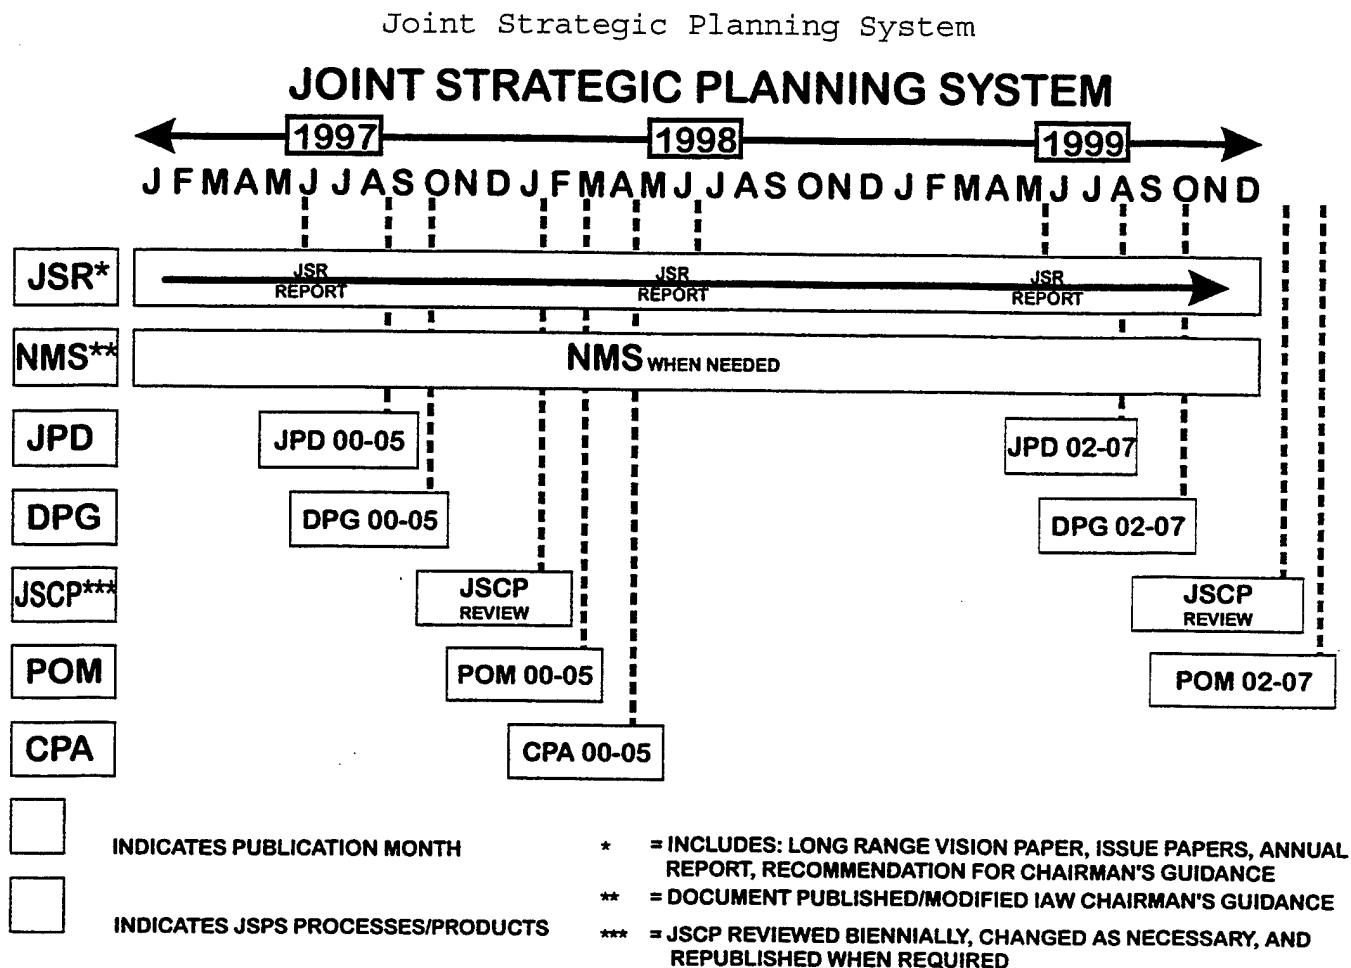 Joint Strategic Planning System
JOINT STRATEGIC PLANNING SYSTEM
1997 1998 1999
J F M A M J J A S O N D J F M A M J J A S O N D J F M A M J J A S O N D
JSR*
JSR REPORT JSR REPORT JSR REPORT
NMS**
NMS WHEN NEEDED
JPD
JPD 00-05 JPD 02-07
DPG
DPG 00-05 DPG 02-07
JSCP***
JSCP REVIEW JSCP REVIEW
POM
POM 00-05 POM 02-07
CPA
CPA 00-05
INDICATES PUBLICATION MONTH
INDICATES JSPS PROCESSES/PRODUCTS
* = INCLUDES: LONG RANGE VISION PAPER, ISSUE PAPERS, ANNUAL
REPORT, RECOMMENDATION FOR CHAIRMAN'S GUIDANCE
** = DOCUMENT PUBLISHED/MODIFIED IAW CHAIRMAN'S GUIDANCE
*** = JSCP REVIEWED BIENNIALLY, CHANGED AS NECESSARY, AND
REPUBLISHED WHEN REQUIRED